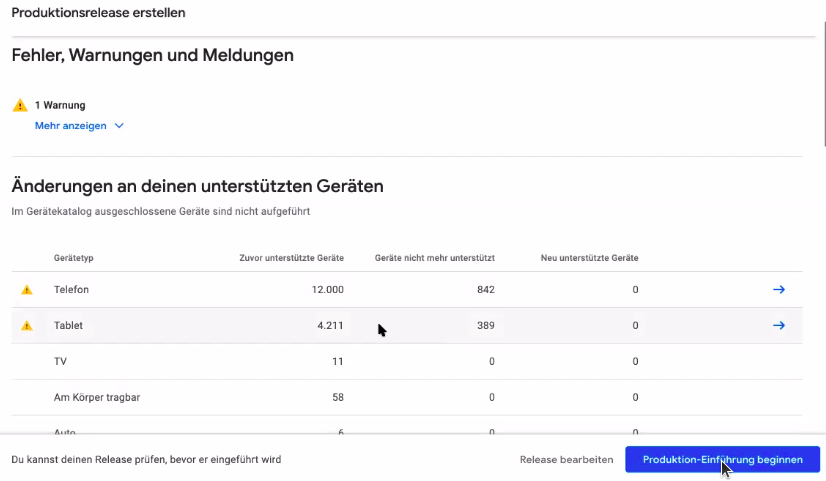 Produktionsrelease erstellen
Fehler, Warnungen und Meldungen
1 Warnung
Mehr anzeigen
Änderungen an deinen unterstützten Geräten
Im Gerätekatalog ausgeschlossene Geräte sind nicht aufgeführt
Gerätetyp Zuvor unterstützte Geräte Geräte nicht mehr unterstützt Neu unterstützte Geräte
Telefon 12.000 842 0
Tablet 4.211 389 0
TV 11 0 0
Am Körper tragbar 58 0 0
Auto 6 0 0
Du kannst deinen Release prüfen, bevor er eingeführt wird Release bearbeiten Produktion-Einführung beginnen